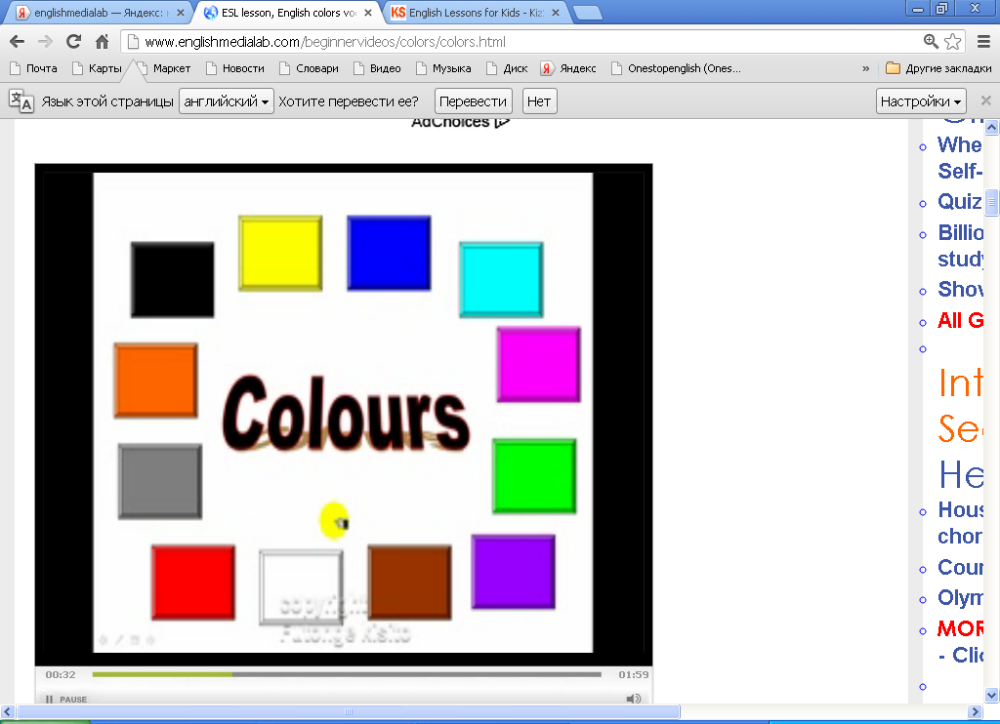 englishmedialab — Яндекс:
ESL lesson, English colors vo
KS English Lessons for Kids - Kiz
www.englishmedialab.com/beginnervideos/colors/colors.html
Почта Карты Маркет Новости Словари Видео Музыка Диск Я Яндекс Onestopenglish (Ones... » Другие закладки
Язык этой страницы английский Хотите перевести ее? Перевести Нет Настройки
AdChoices
Whe
Self-
Quiz
Billio
study
Shov
All G
Int
Se
He
Hous
chor
Coun
Olym
MOR
- Clic
Colours
copyright
00:32 01:59
PAUSE